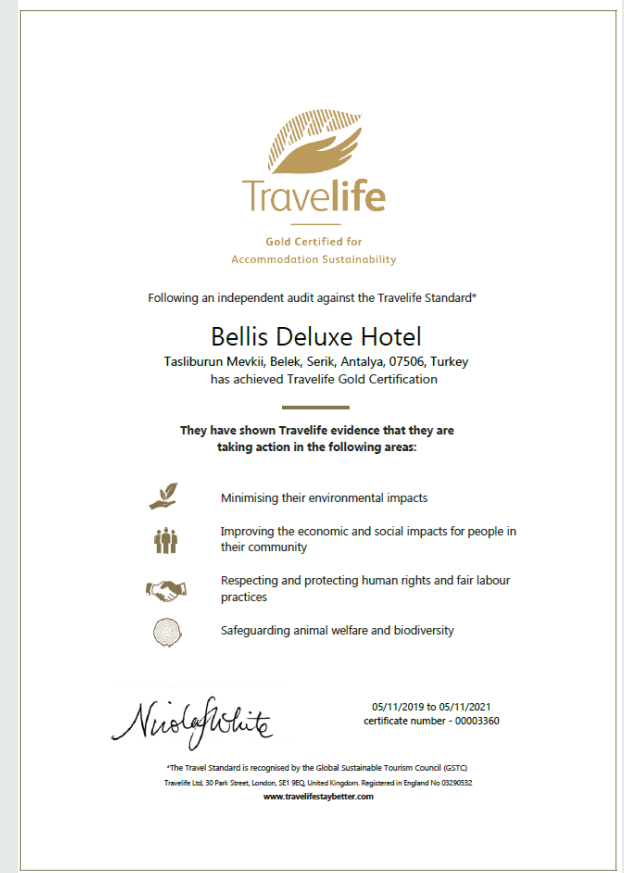 Travelife
Gold Certified for
Accommodation Sustainability
Following an independent audit against the Travelife Standard*
Bellis Deluxe Hotel
Tasliburun Mevkii, Belek, Serik, Antalya, 07506, Turkey
has achieved Travelife Gold Certification
They have shown Travelife evidence that they are
taking action in the following areas:
Minimising their environmental impacts
Improving the economic and social impacts for people in
their community
Respecting and protecting human rights and fair labour
practices
Safeguarding animal welfare and biodiversity
05/11/2019 to 05/11/2021
certificate number - 00003360
*The Travel Standard is recognised by the Global Sustainable Tourism Council (GSTC)
Travelife Ltd, 30 Park Street, London, SE1 9EQ, United Kingdom. Registered in England No 03290532
www.travelifestaybetter.com